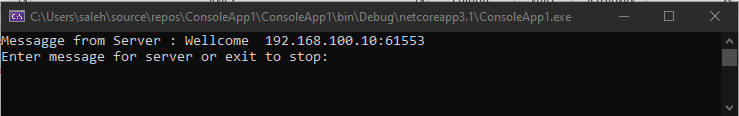 C:\Users\saleh\source\repos\ConsoleApp1\ConsoleApp1\bin\Debug\netcoreapp3.1\ConsoleApp1.exe
Messagge from Server : Wellcome  192.168.100.10:61553
Enter message for server or exit to stop: